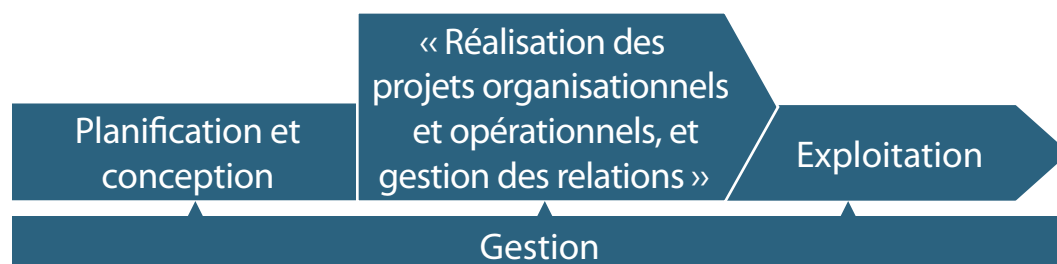 Planification et
conception
‹‹ Réalisation des
projets organisationnels
et opérationnels, et
gestion des relations ››
Exploitation
Gestion